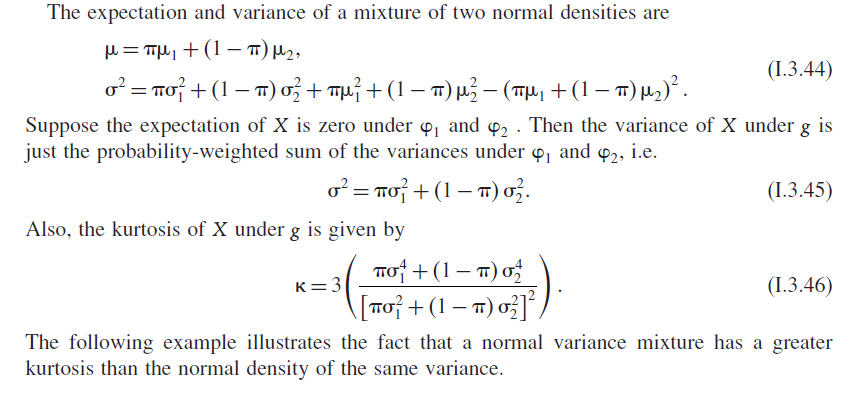 The expectation and variance of a mixture of two normal densities are
μ = πμ₁ + (1 − π) μ₂,
σ² = πσ₁² + (1 − π) σ₂² + πμ₁² + (1 − π) μ₂² − (πμ₁ + (1 − π) μ₂)² .
(I.3.44)
Suppose the expectation of X is zero under φ₁ and φ₂ . Then the variance of X under g is
just the probability-weighted sum of the variances under φ₁ and φ₂, i.e.
σ² = πσ₁² + (1 − π) σ₂². (I.3.45)
Also, the kurtosis of X under g is given by
κ = 3 ( πσ₁⁴ + (1 − π) σ₂⁴ / [πσ₁² + (1 − π) σ₂²]² ) . (I.3.46)
The following example illustrates the fact that a normal variance mixture has a greater
kurtosis than the normal density of the same variance.